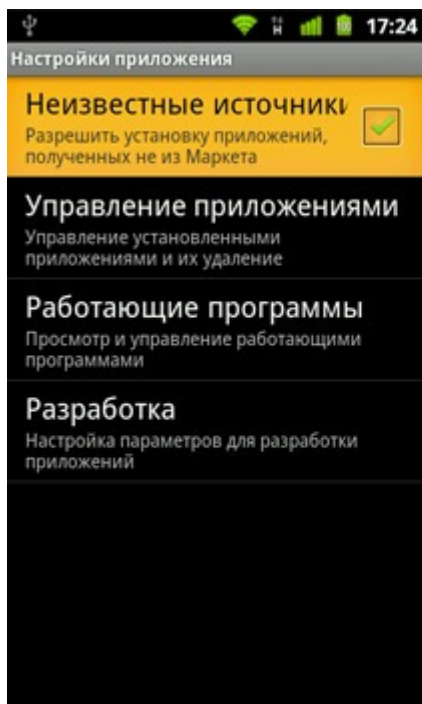 17:24
Настройки приложения
Неизвестные источники
Разрешить установку приложений,
полученных не из Маркета
Управление приложениями
Управление установленными
приложениями и их удаление
Работающие программы
Просмотр и управление работающими
программами
Разработка
Настройка параметров для разработки
приложений